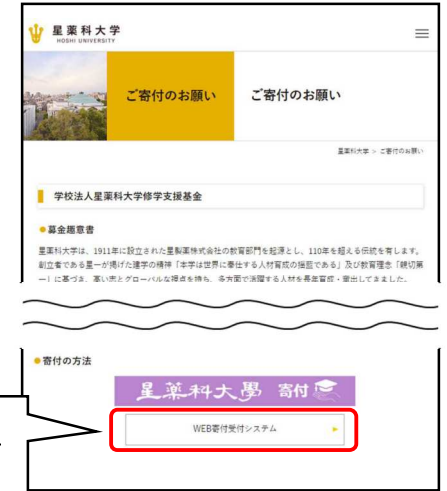 星薬科大学
HOSHI UNIVERSITY
ご寄付のお願い
ご寄付のお願い
星薬科大学 > ご寄付のお願い
学校法人星薬科大学修学支援基金
●募金趣意書
星薬科大学は、1911年に設立された星製薬株式会社の教育部門を起源とし、110年を超える伝統を有します。
創立者である星一が掲げた建学の精神「本学は世界に奉仕する人材育成の揺籃である」及び教育理念「親切第
一」に基づき、高い志とグローバルな視点を持ち、多方面で活躍する人材を長年育成・輩出してきました。
●寄付の方法
星薬科大學 寄付
WEB寄付受付システム